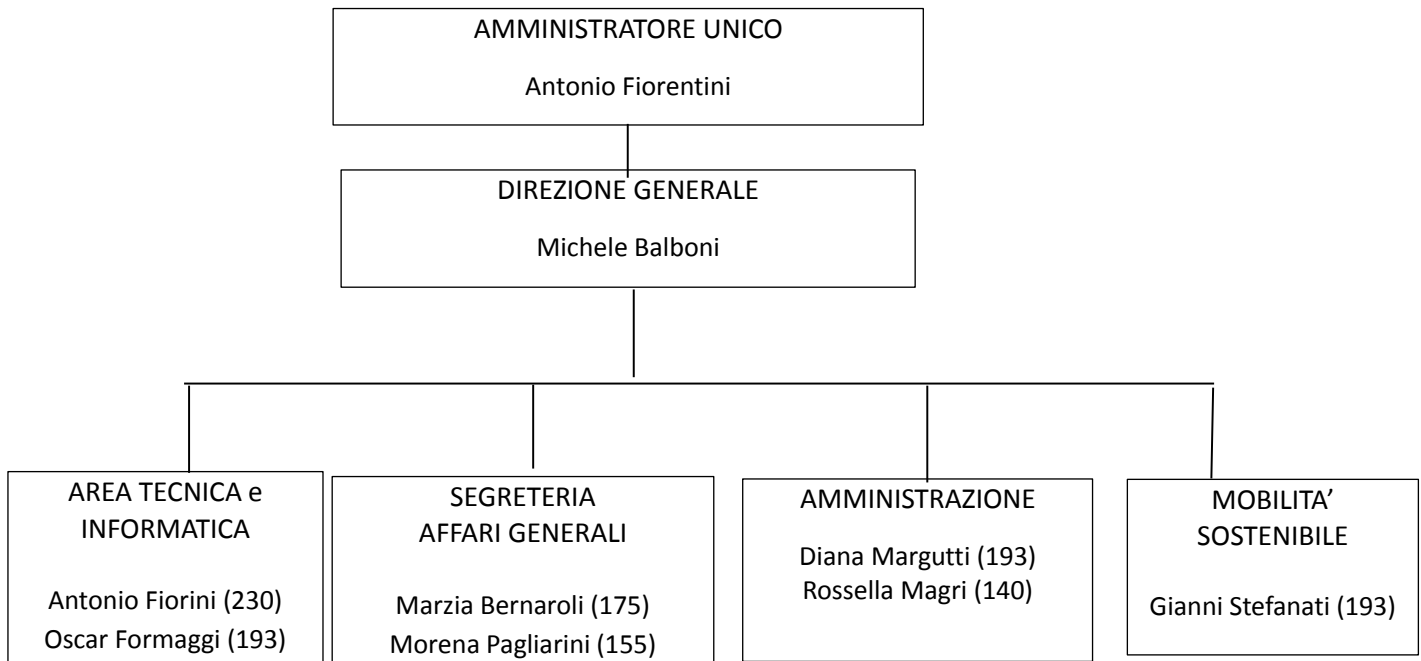 AMMINISTRATORE UNICO
Antonio Fiorentini
DIREZIONE GENERALE
Michele Balboni
AREA TECNICA e
INFORMATICA
Antonio Fiorini (230)
Oscar Formaggi (193)
SEGRETERIA
AFFARI GENERALI
Marzia Bernaroli (175)
Morena Pagliarini (155)
AMMINISTRAZIONE
Diana Margutti (193)
Rossella Magri (140)
MOBILITA’
SOSTENIBILE
Gianni Stefanati (193)